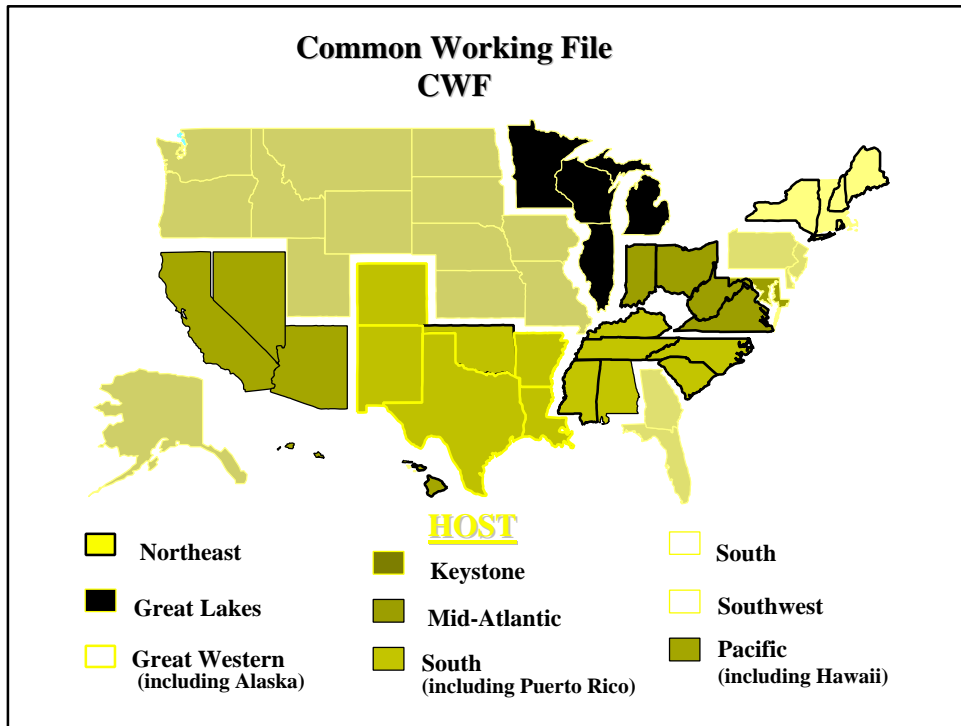 Common Working File
CWF
HOST
Northeast
Great Lakes
Great Western
(including Alaska)
Keystone
Mid-Atlantic
South
(including Puerto Rico)
South
Southwest
Pacific
(including Hawaii)